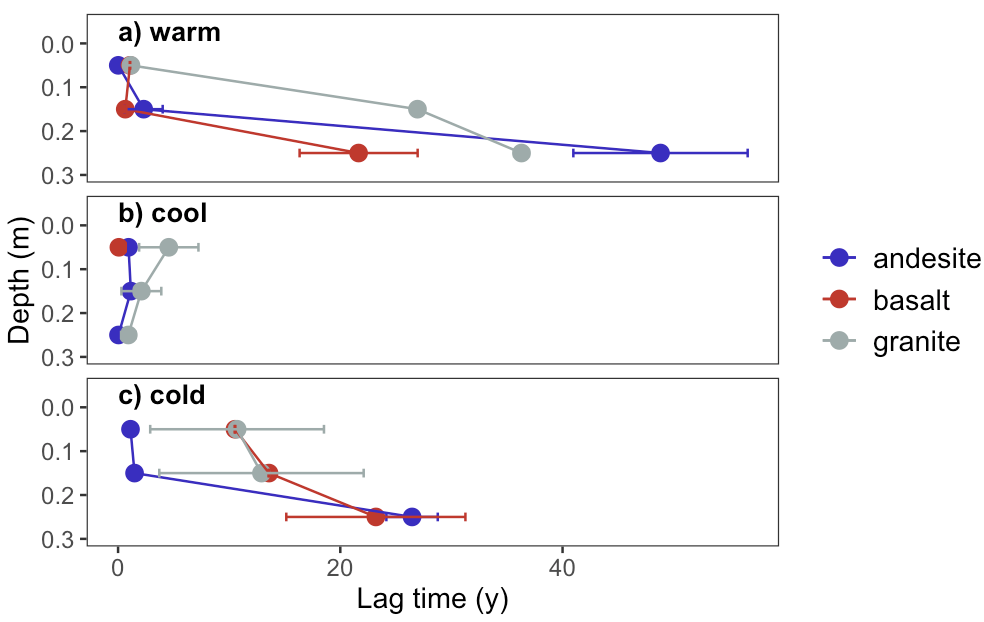 a) warm
0.0
0.1
0.2
0.3
b) cool
0.0
0.1
0.2
0.3
c) cold
0.0
0.1
0.2
0.3
Depth (m)
0 20 40
Lag time (y)
andesite
basalt
granite